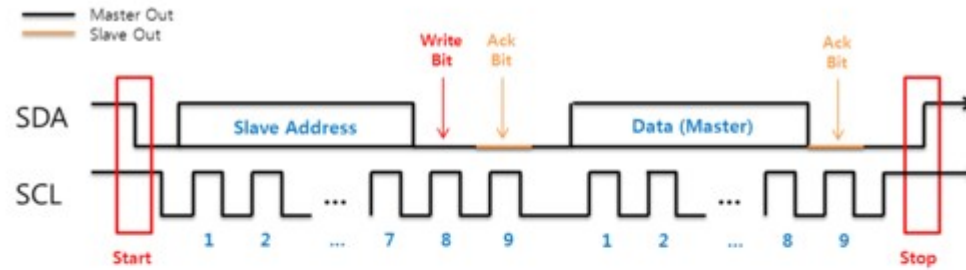 Master Out
Slave Out
Write Bit
Ack Bit
Ack Bit
SDA
Slave Address
Data (Master)
SCL
...
...
1 2 ... 7 8 9 1 2 ... 8 9
Start
Stop